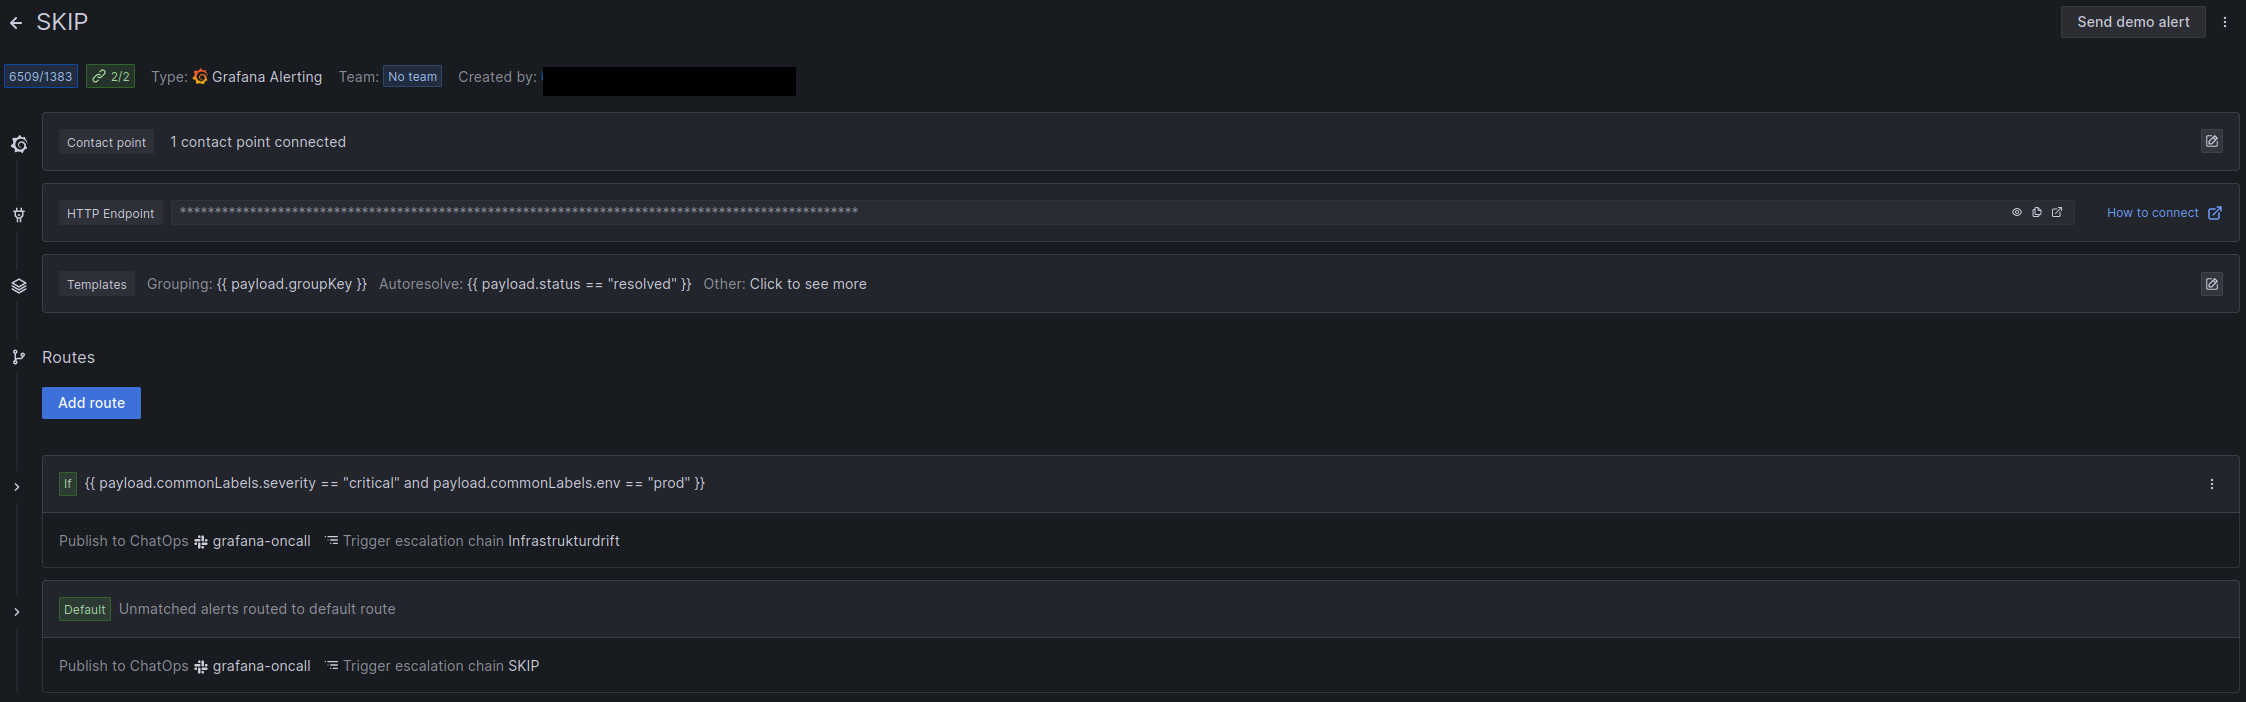 SKIP
Send demo alert
6509/1383 2/2 Type: Grafana Alerting Team: No team Created by:
Contact point 1 contact point connected
HTTP Endpoint *************************************************************************************************
How to connect
Templates Grouping: {{ payload.groupKey }} Autoresolve: {{ payload.status == "resolved" }} Other: Click to see more
Routes
Add route
If {{ payload.commonLabels.severity == "critical" and payload.commonLabels.env == "prod" }}
Publish to ChatOps grafana-oncall Trigger escalation chain Infrastrukturdrift
Default Unmatched alerts routed to default route
Publish to ChatOps grafana-oncall Trigger escalation chain SKIP